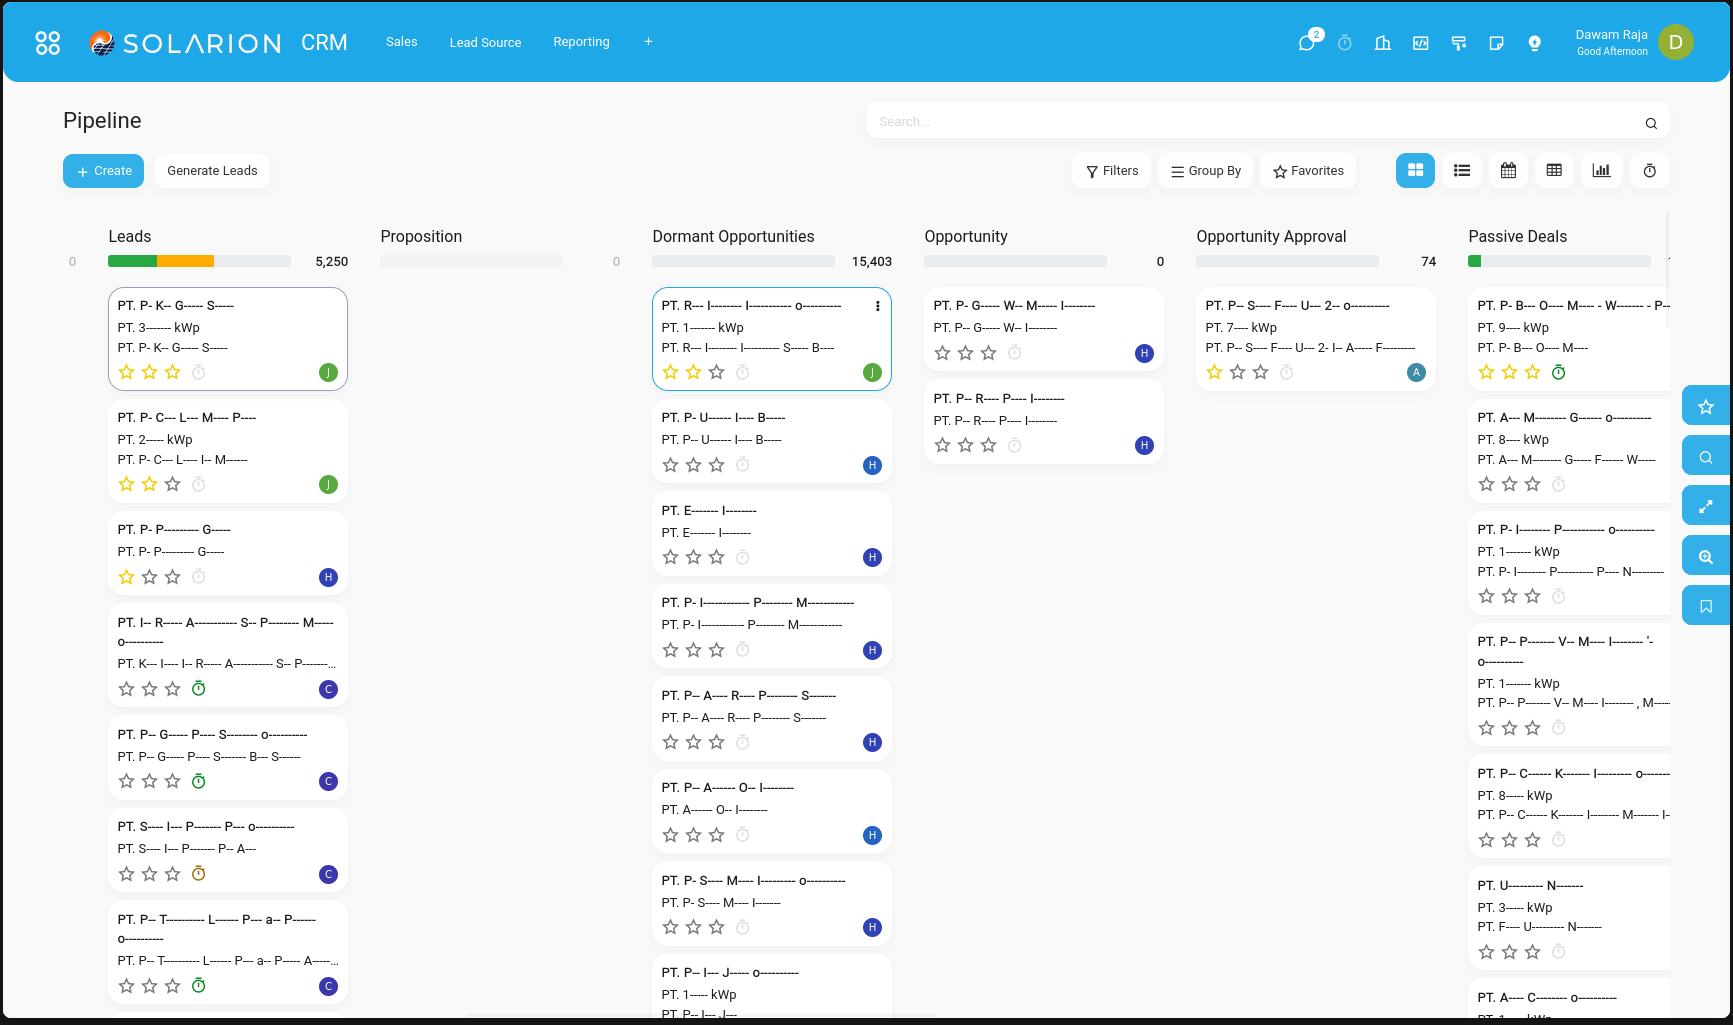 SOLARION CRM
Sales
Lead Source
Reporting
+
2
Dawam Raja
Good Afternoon
D
Pipeline
Search...
+ Create
Generate Leads
Filters
Group By
Favorites
0
Leads
5,250
PT. P- K-- G----- S-----
PT. 3------- kWp
PT. P- K-- G----- S-----
J
PT. P- C--- L--- M---- P----
PT. 2----- kWp
PT. P- C--- L---- I-- M------
J
PT. P- P--------- G-----
PT. P- P--------- G-----
H
PT. I-- R----- A----------- S-- P-------- M-----
o----------
PT. K--- I---- I-- R----- A----------- S-- P-------...
C
PT. P-- G----- P---- S-------- o----------
PT. P-- G----- P---- S------- B--- S------
C
PT. S---- I--- P------- P--- o----------
PT. S---- I--- P------- P-- A---
C
PT. P-- T---------- L------ P--- a-- P------
o----------
PT. P-- T---------- L------ P--- a-- P----- A-----...
C
Proposition
0
Dormant Opportunities
15,403
PT. R--- I-------- I----------- o----------
PT. 1------- kWp
PT. R--- I-------- I---------- S----- B----
J
PT. P- U------ I---- B-----
PT. P-- U------ I---- B-----
H
PT. E------- I--------
PT. E------- I--------
H
PT. P- I------------ P-------- M------------
PT. P- I------------ P-------- M------------
H
PT. P-- A---- R---- P-------- S-------
PT. P-- A---- R---- P-------- S-------
H
PT. P-- A------ O-- I--------
PT. A------ O-- I--------
H
PT. P- S---- M---- I--------- o----------
PT. P- S---- M---- I-------
H
PT. P-- I--- J----- o----------
PT. 1----- kWp
PT. P-- I--- J---
Opportunity
0
PT. P- G----- W-- M----- I--------
PT. P-- G----- W-- I--------
H
PT. P-- R---- P---- I--------
PT. P-- R---- P---- I--------
H
Opportunity Approval
74
PT. P-- S---- F---- U--- 2-- o----------
PT. 7---- kWp
PT. P-- S---- F---- U--- 2- I-- A----- F---------
A
Passive Deals
PT. P- B--- O---- M---- - W------- - P--
PT. 9---- kWp
PT. P- B--- O---- M----
PT. A--- M-------- G------ o----------
PT. 8---- kWp
PT. A--- M-------- G----- F------ W-----
PT. P- I-------- P----------- o----------
PT. 1------- kWp
PT. P- I-------- P---------- P---- N---------
PT. P-- P------- V-- M---- I-------- '-
o----------
PT. 1------- kWp
PT. P-- P------- V-- M---- I-------- , M-----
PT. P-- C------ K------- I--------- o-------
PT. 8----- kWp
PT. P-- C------ K------- I-------- M------- I-
PT. U--------- N-------
PT. 3----- kWp
PT. F---- U--------- N-------
PT. A---- C-------- o----------